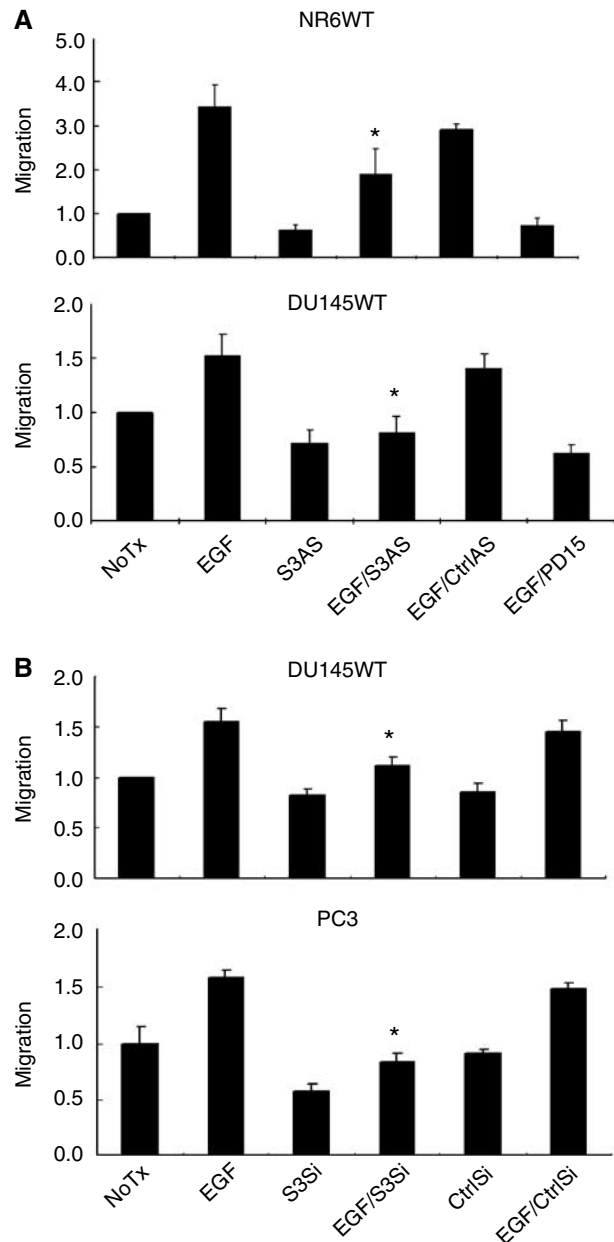 A
NR6WT
Migration
5.0
4.0
3.0
2.0
1.0
0.0
*
DU145WT
Migration
2.0
1.5
1.0
0.5
0.0
*
NoTx
EGF
S3AS
EGF/S3AS
EGF/CtrlAS
EGF/PD15
B
DU145WT
Migration
2.0
1.5
1.0
0.5
0.0
*
PC3
Migration
2.0
1.5
1.0
0.5
0.0
*
NoTx
EGF
S3Si
EGF/S3Si
CtrlSi
EGF/CtrlSi